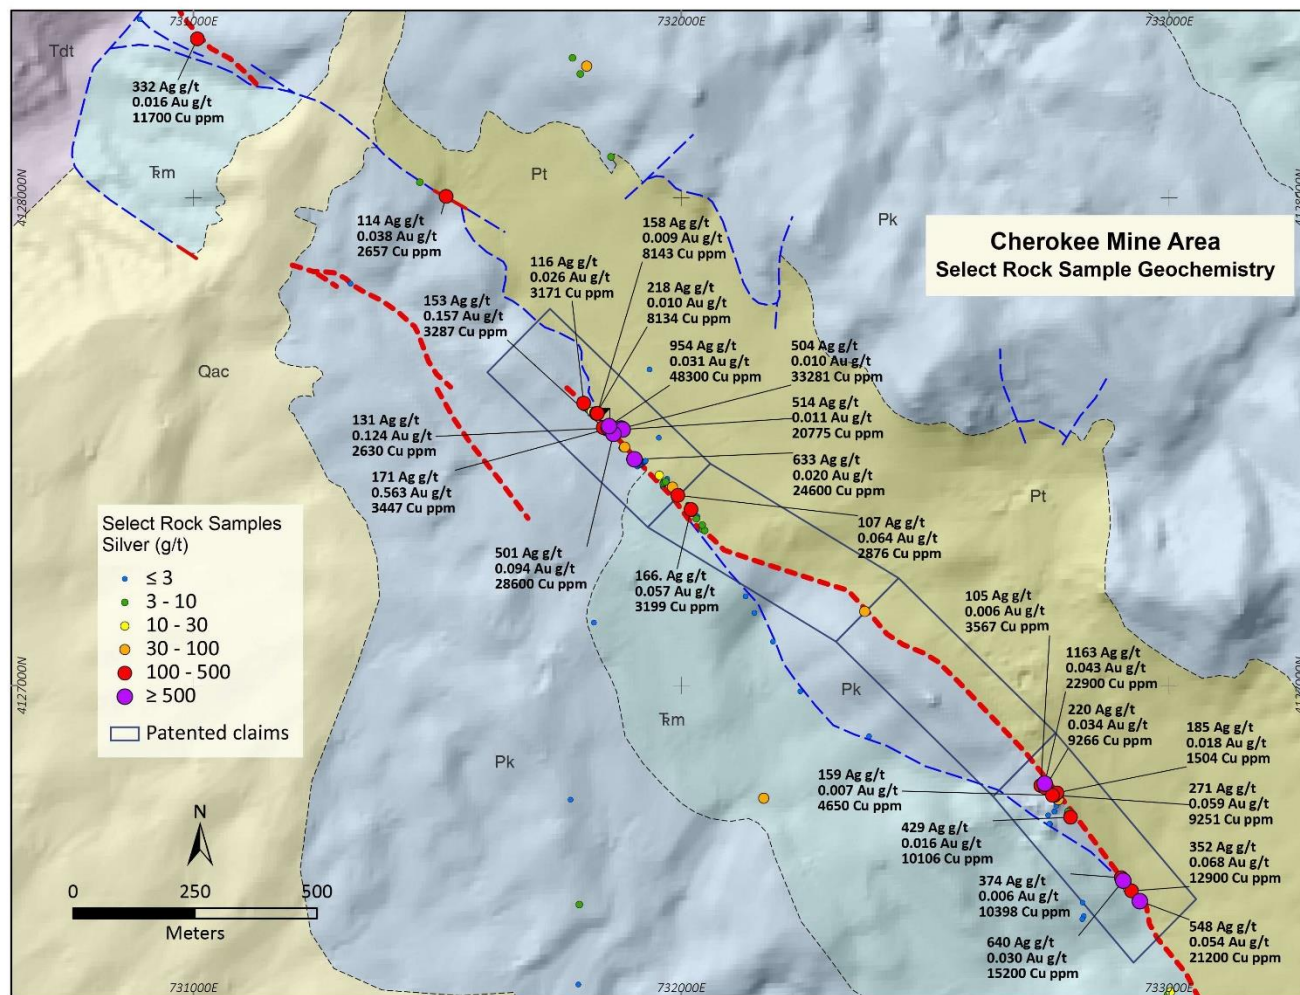 731000E
732000E
733000E
Tdt
332 Ag g/t
0.016 Au g/t
11700 Cu ppm
Ћm
Pt
4128000N
4128000N
Pk
114 Ag g/t
0.038 Au g/t
2657 Cu ppm
158 Ag g/t
0.009 Au g/t
8143 Cu ppm
Cherokee Mine Area
Select Rock Sample Geochemistry
116 Ag g/t
0.026 Au g/t
3171 Cu ppm
218 Ag g/t
0.010 Au g/t
8134 Cu ppm
153 Ag g/t
0.157 Au g/t
3287 Cu ppm
954 Ag g/t
0.031 Au g/t
48300 Cu ppm
504 Ag g/t
0.010 Au g/t
33281 Cu ppm
Qac
514 Ag g/t
0.011 Au g/t
20775 Cu ppm
131 Ag g/t
0.124 Au g/t
2630 Cu ppm
633 Ag g/t
0.020 Au g/t
24600 Cu ppm
171 Ag g/t
0.563 Au g/t
3447 Cu ppm
Pt
107 Ag g/t
0.064 Au g/t
2876 Cu ppm
501 Ag g/t
0.094 Au g/t
28600 Cu ppm
166. Ag g/t
0.057 Au g/t
3199 Cu ppm
Select Rock Samples
Silver (g/t)
≤ 3
3 - 10
10 - 30
30 - 100
100 - 500
≥ 500
Patented claims
105 Ag g/t
0.006 Au g/t
3567 Cu ppm
1163 Ag g/t
0.043 Au g/t
22900 Cu ppm
4127000N
4127000N
Pk
Ћm
220 Ag g/t
0.034 Au g/t
9266 Cu ppm
185 Ag g/t
0.018 Au g/t
1504 Cu ppm
Pk
159 Ag g/t
0.007 Au g/t
4650 Cu ppm
271 Ag g/t
0.059 Au g/t
9251 Cu ppm
429 Ag g/t
0.016 Au g/t
10106 Cu ppm
352 Ag g/t
0.068 Au g/t
12900 Cu ppm
N
0 250 500
Meters
374 Ag g/t
0.006 Au g/t
10398 Cu ppm
548 Ag g/t
0.054 Au g/t
21200 Cu ppm
640 Ag g/t
0.030 Au g/t
15200 Cu ppm
731000E
732000E
733000E